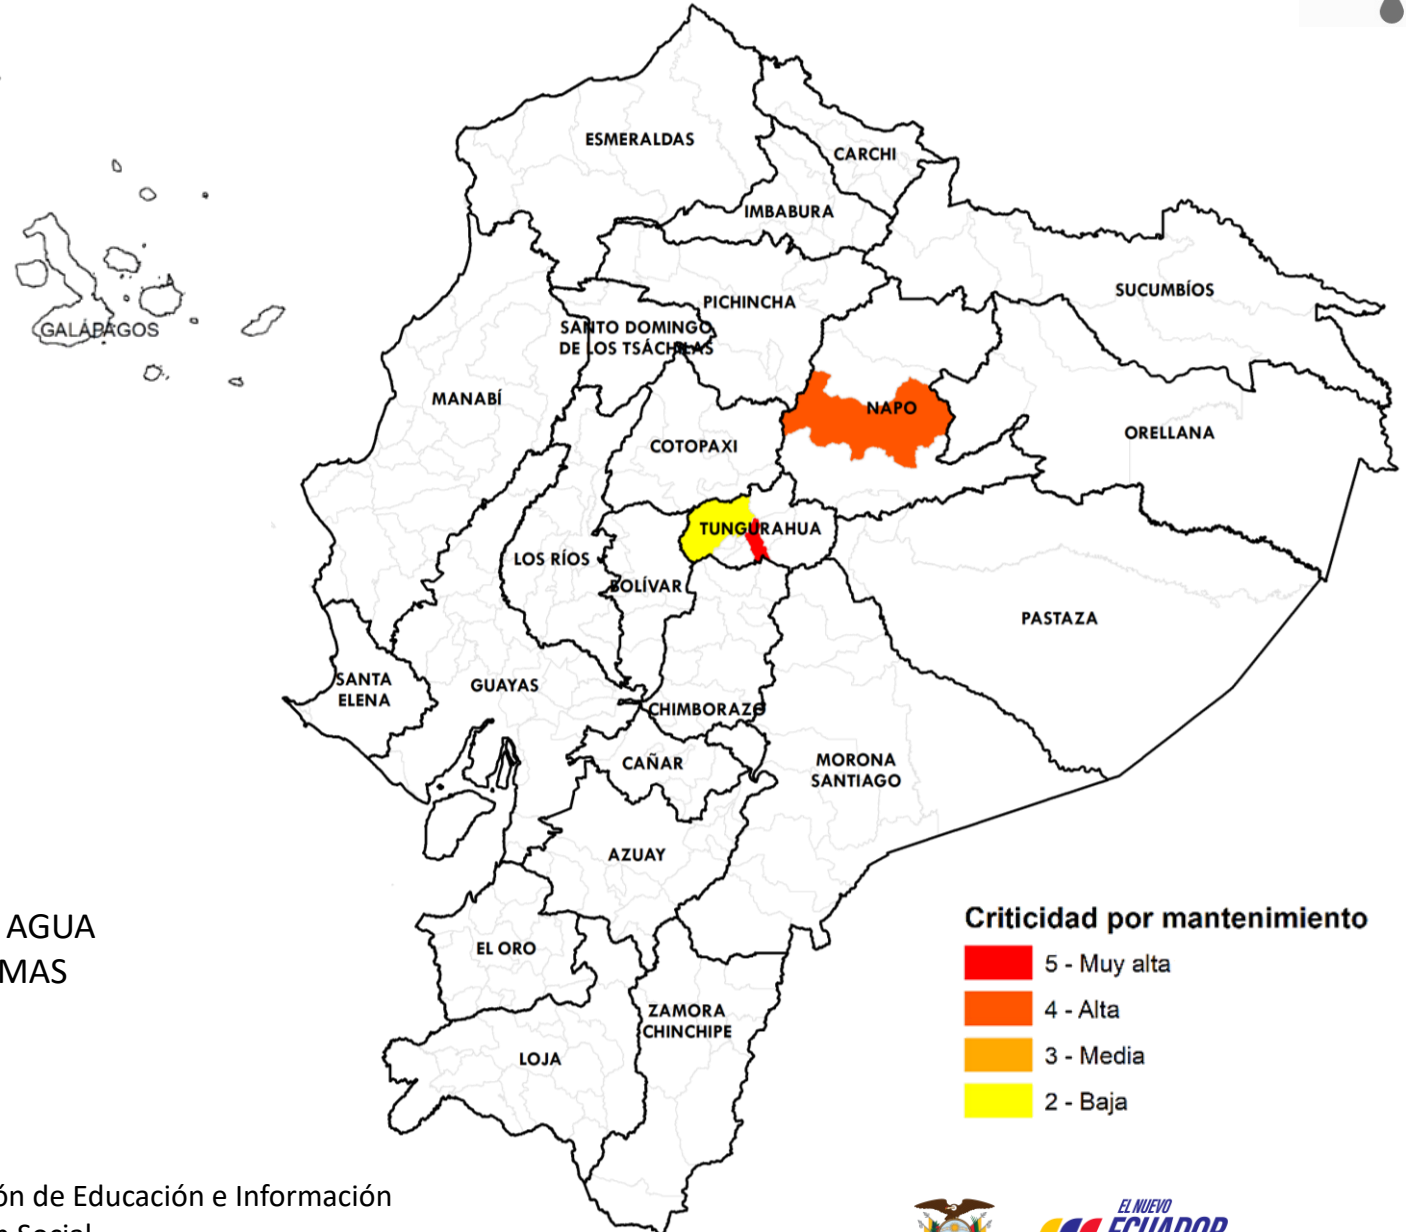 ESMERALDAS
CARCHI
IMBABURA
SUCUMBÍOS
PICHINCHA
GALÁPAGOS
SANTO DOMINGO
DE LOS TSÁCHILAS
MANABÍ
NAPO
ORELLANA
COTOPAXI
TUNGURAHUA
LOS RÍOS
BOLÍVAR
PASTAZA
SANTA
ELENA
GUAYAS
CHIMBORAZO
CAÑAR
MORONA
SANTIAGO
AZUAY
EL ORO
ZAMORA
CHINCHIPE
LOJA
AGUA
MAS
Criticidad por mantenimiento
5 - Muy alta
4 - Alta
3 - Media
2 - Baja
ón de Educación e Información
Social
EL NUEVO
ECUADOR